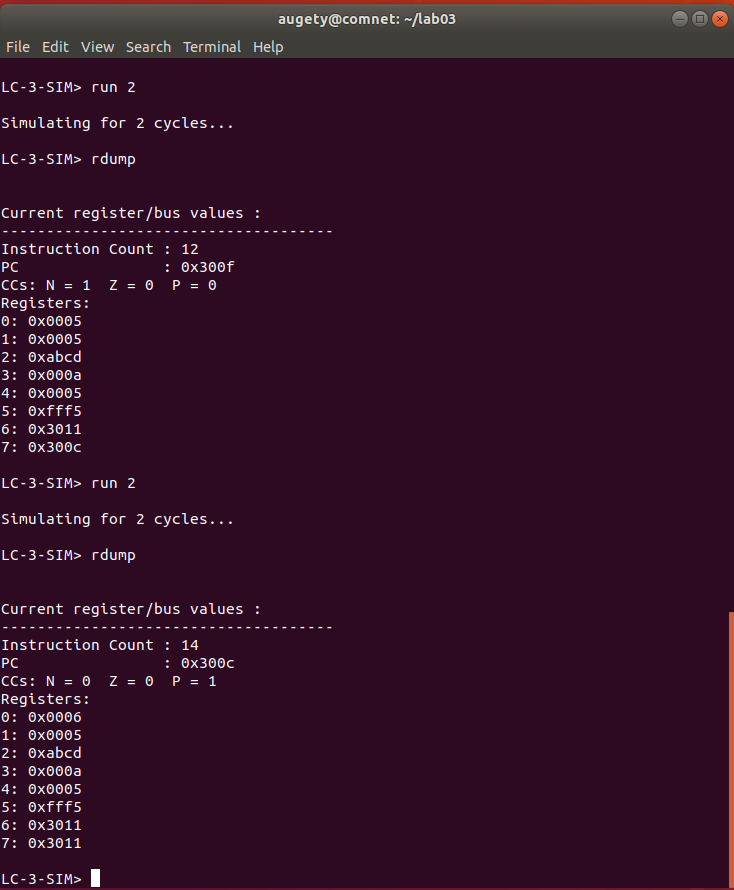 augety@comnet: ~/lab03
File Edit View Search Terminal Help
LC-3-SIM> run 2
Simulating for 2 cycles...
LC-3-SIM> rdump
Current register/bus values :
-------------------------------------
Instruction Count : 12
PC                : 0x300f
CCs: N = 1  Z = 0  P = 0
Registers:
0: 0x0005
1: 0x0005
2: 0xabcd
3: 0x000a
4: 0x0005
5: 0xfff5
6: 0x3011
7: 0x300c
LC-3-SIM> run 2
Simulating for 2 cycles...
LC-3-SIM> rdump
Current register/bus values :
-------------------------------------
Instruction Count : 14
PC                : 0x300c
CCs: N = 0  Z = 0  P = 1
Registers:
0: 0x0006
1: 0x0005
2: 0xabcd
3: 0x000a
4: 0x0005
5: 0xfff5
6: 0x3011
7: 0x3011
LC-3-SIM>